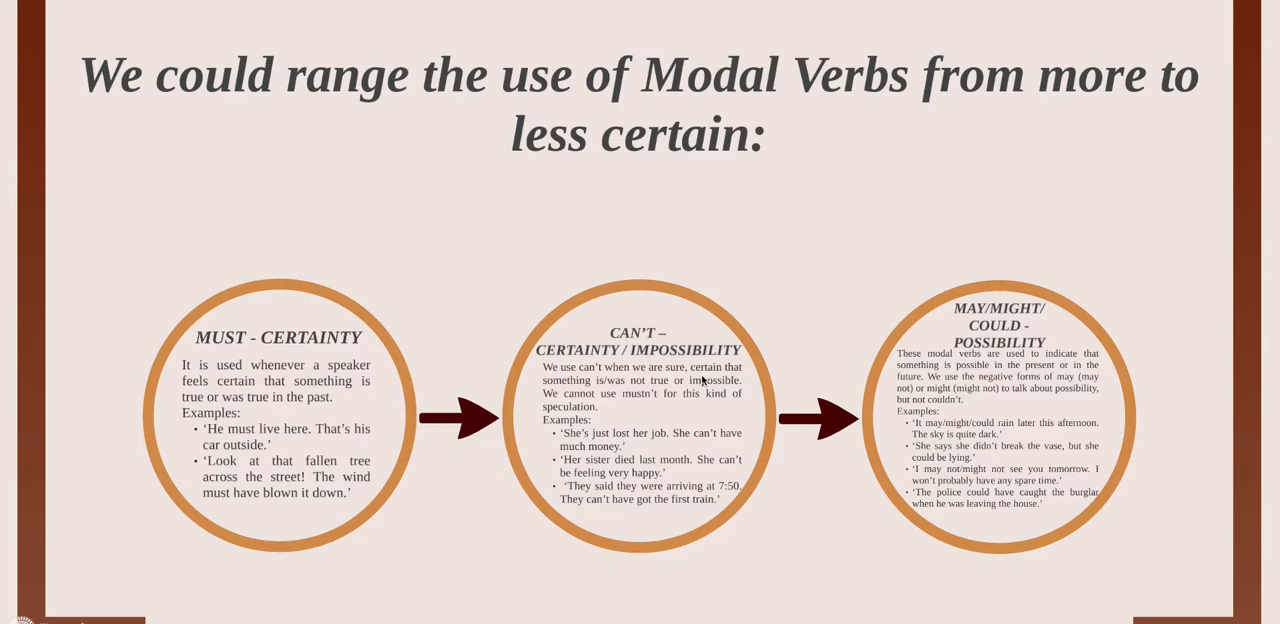 We could range the use of Modal Verbs from more to
less certain:
MUST - CERTAINTY
It is used whenever a speaker
feels certain that something is
true or was true in the past.
Examples:
• ‘He must live here. That’s his
car outside.’
• ‘Look at that fallen tree
across the street! The wind
must have blown it down.’
CAN’T –
CERTAINTY / IMPOSSIBILITY
We use can’t when we are sure, certain that
something is/was not true or impossible.
We cannot use mustn’t for this kind of
speculation.
Examples:
• ‘She’s just lost her job. She can’t have
much money.’
• ‘Her sister died last month. She can’t
be feeling very happy.’
• ‘They said they were arriving at 7:50.
They can’t have got the first train.’
MAY/MIGHT/
COULD -
POSSIBILITY
These modal verbs are used to indicate that
something is possible in the present or in the
future. We use the negative forms of may (may
not) or might (might not) to talk about possibility,
but not couldn’t.
Examples:
• ‘It may/might/could rain later this afternoon.
The sky is quite dark.’
• ‘She says she didn’t break the vase, but she
could be lying.’
• ‘I may not/might not see you tomorrow. I
won’t probably have any spare time.’
• ‘The police could have caught the burglar
when he was leaving the house.’